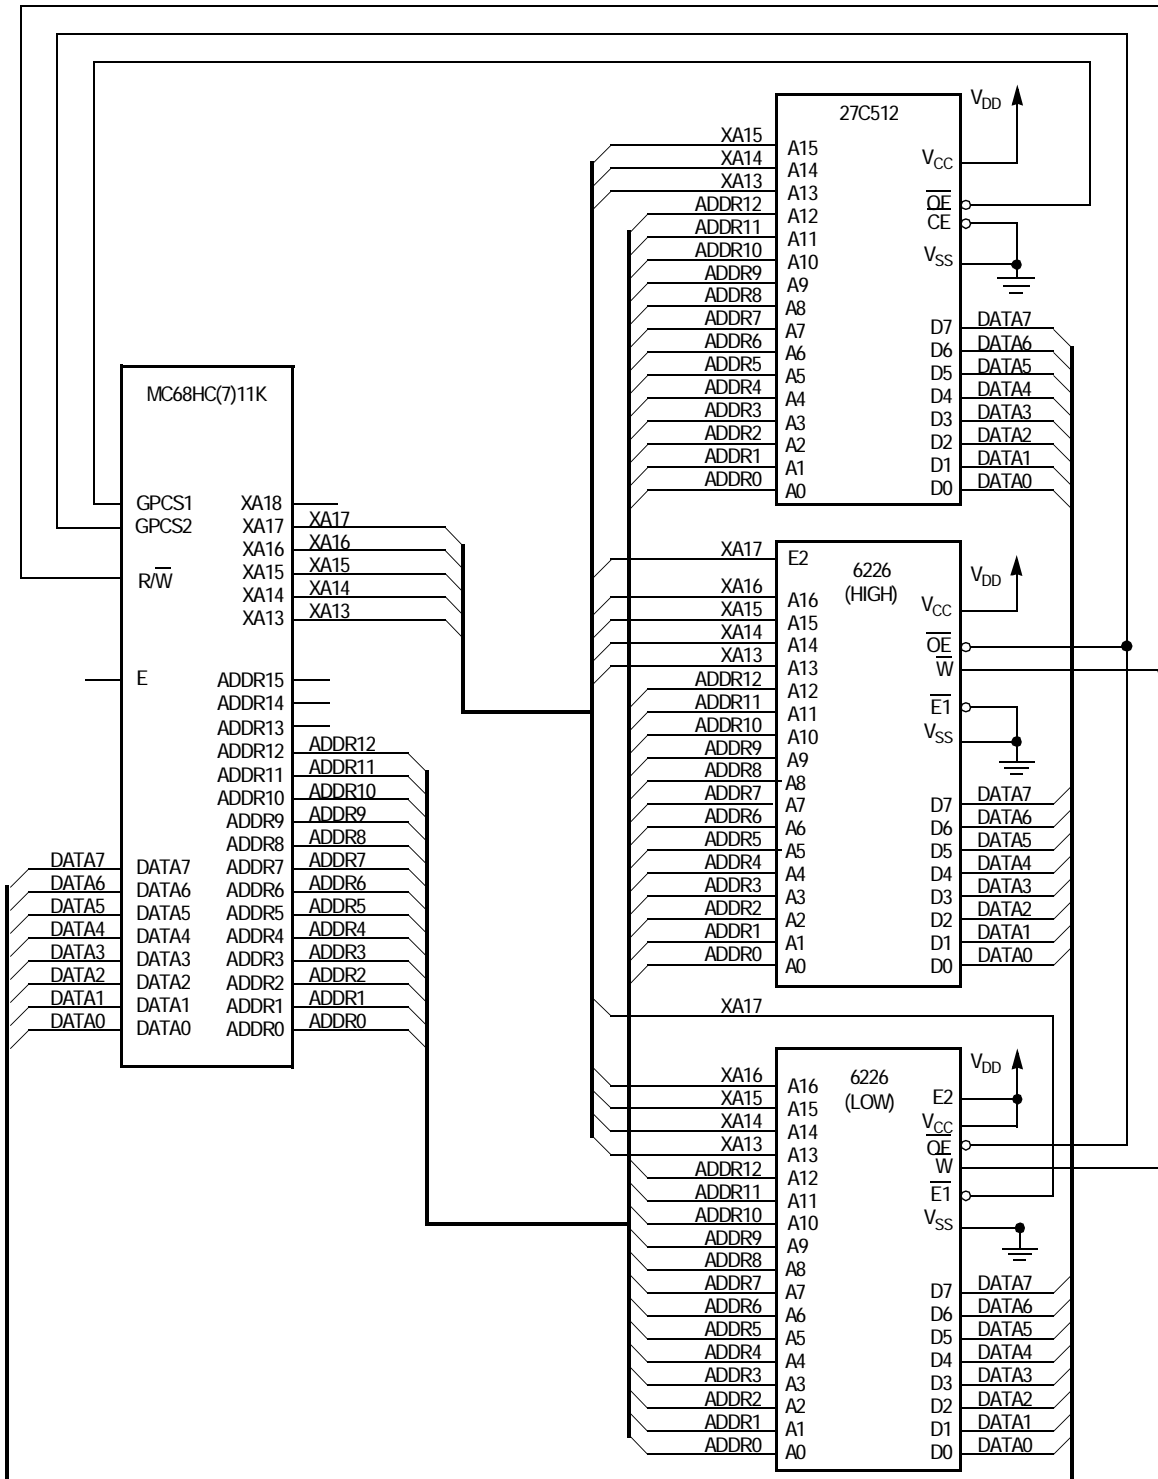 27C512
VDD
VCC
OE
CE
VSS
XA15
XA14
XA13
ADDR12
ADDR11
ADDR10
ADDR9
ADDR8
ADDR7
ADDR6
ADDR5
ADDR4
ADDR3
ADDR2
ADDR1
ADDR0
A15
A14
A13
A12
A11
A10
A9
A8
A7
A6
A5
A4
A3
A2
A1
A0
D7
D6
D5
D4
D3
D2
D1
D0
DATA7
DATA6
DATA5
DATA4
DATA3
DATA2
DATA1
DATA0
MC68HC(7)11K
GPCS1
GPCS2
R/W
E
DATA7
DATA6
DATA5
DATA4
DATA3
DATA2
DATA1
DATA0
DATA7
DATA6
DATA5
DATA4
DATA3
DATA2
DATA1
DATA0
XA18
XA17
XA16
XA15
XA14
XA13
ADDR15
ADDR14
ADDR13
ADDR12
ADDR11
ADDR10
ADDR9
ADDR8
ADDR7
ADDR6
ADDR5
ADDR4
ADDR3
ADDR2
ADDR1
ADDR0
XA17
XA16
XA15
XA14
XA13
ADDR12
ADDR11
ADDR10
ADDR9
ADDR8
ADDR7
ADDR6
ADDR5
ADDR4
ADDR3
ADDR2
ADDR1
ADDR0
6226
(HIGH)
VDD
VCC
OE
W
E1
VSS
XA17
XA16
XA15
XA14
XA13
ADDR12
ADDR11
ADDR10
ADDR9
ADDR8
ADDR7
ADDR6
ADDR5
ADDR4
ADDR3
ADDR2
ADDR1
ADDR0
E2
A16
A15
A14
A13
A12
A11
A10
A9
A8
A7
A6
A5
A4
A3
A2
A1
A0
D7
D6
D5
D4
D3
D2
D1
D0
DATA7
DATA6
DATA5
DATA4
DATA3
DATA2
DATA1
DATA0
XA17
6226
(LOW)
VDD
E2
VCC
OE
W
E1
VSS
XA16
XA15
XA14
XA13
ADDR12
ADDR11
ADDR10
ADDR9
ADDR8
ADDR7
ADDR6
ADDR5
ADDR4
ADDR3
ADDR2
ADDR1
ADDR0
A16
A15
A14
A13
A12
A11
A10
A9
A8
A7
A6
A5
A4
A3
A2
A1
A0
D7
D6
D5
D4
D3
D2
D1
D0
DATA7
DATA6
DATA5
DATA4
DATA3
DATA2
DATA1
DATA0